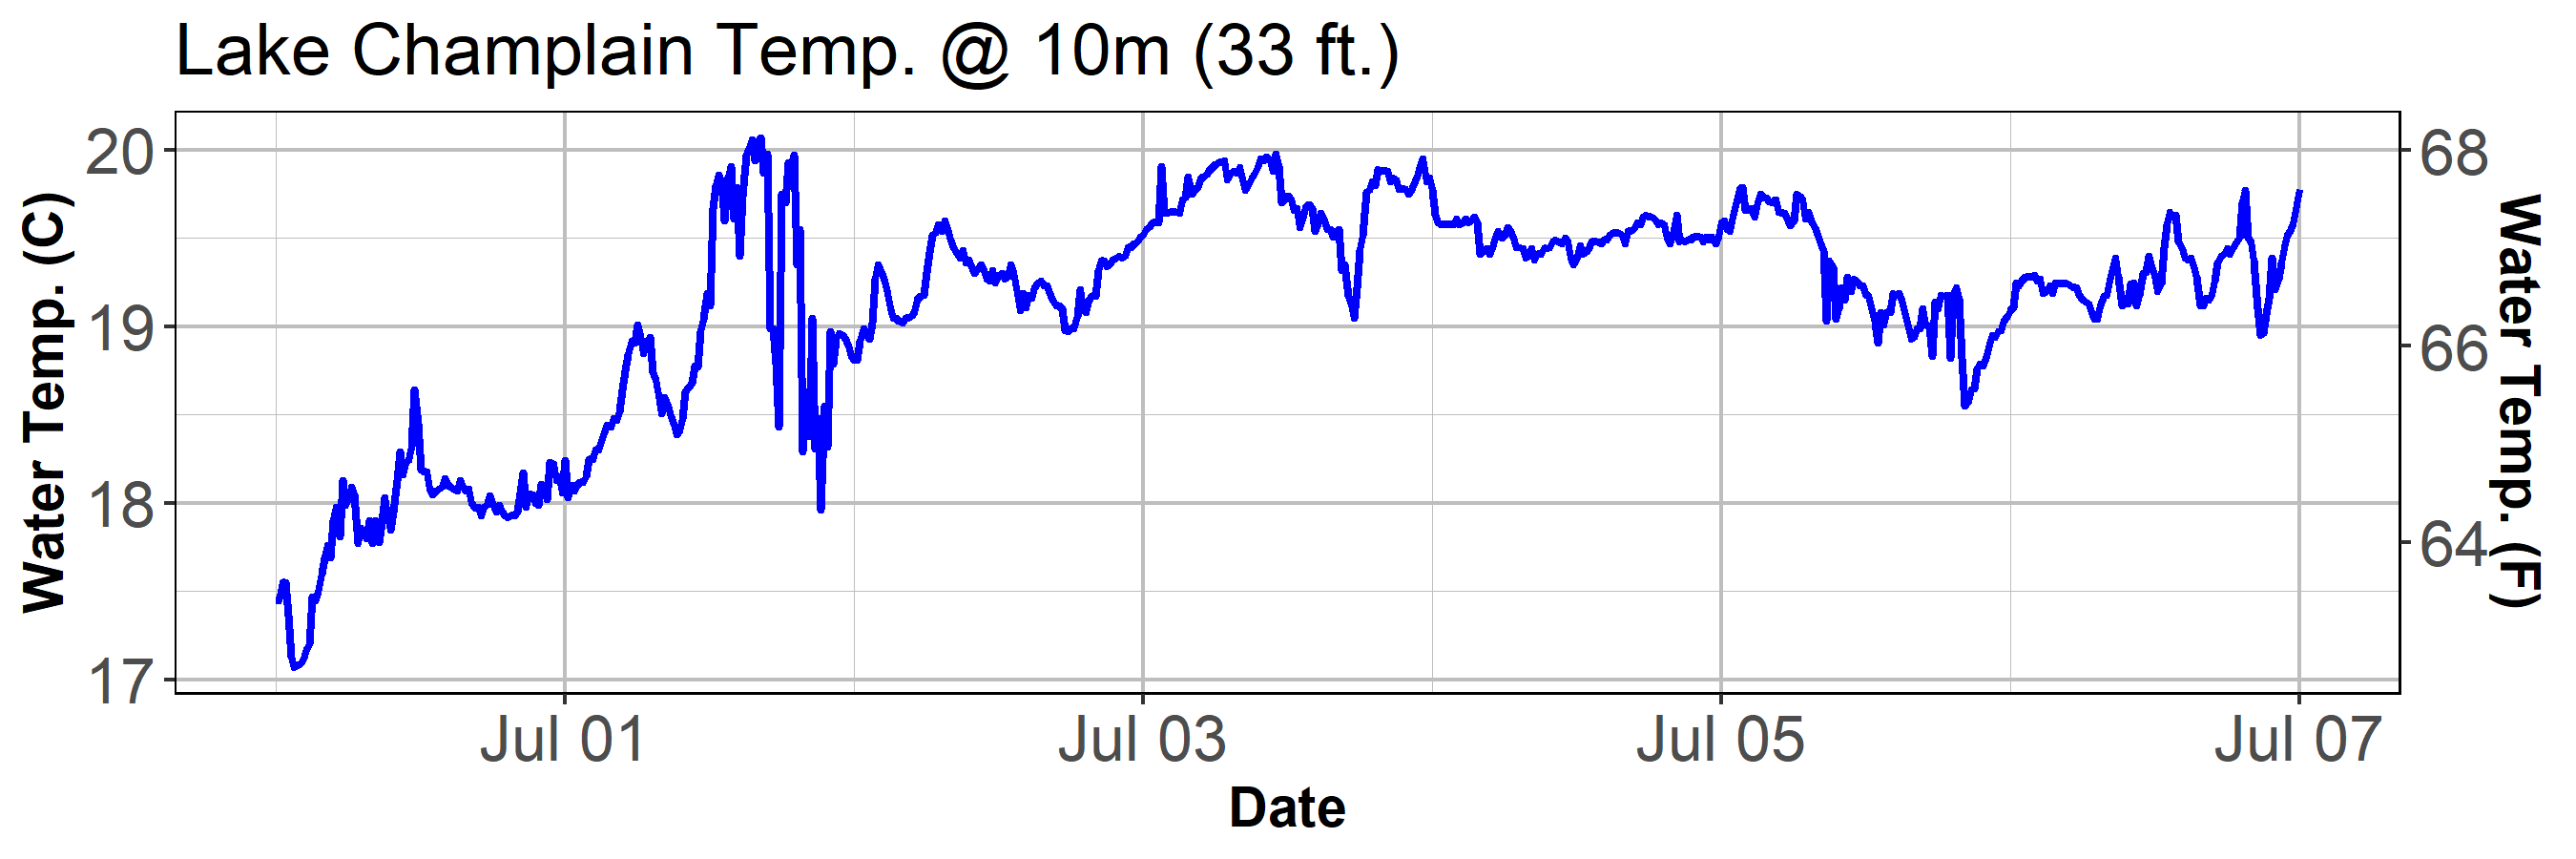 Lake Champlain Temp. @ 10m (33 ft.)
Water Temp. (C)
20
19
18
17
68
66
64
Water Temp. (F)
Jul 01
Jul 03
Jul 05
Jul 07
Date